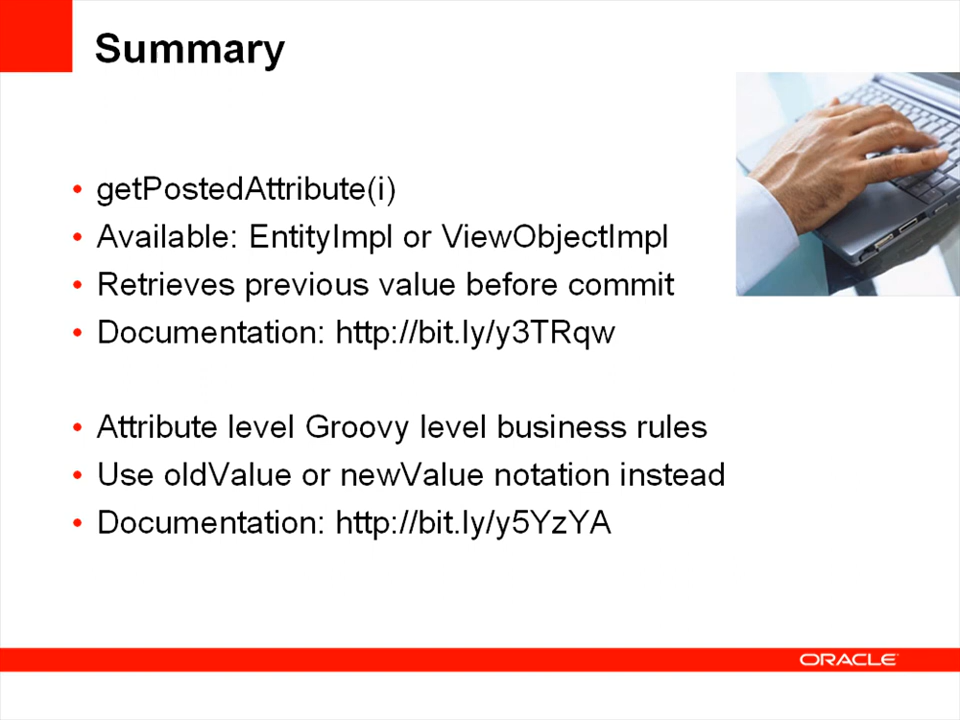 Summary
getPostedAttribute(i)
Available: EntityImpl or ViewObjectImpl
Retrieves previous value before commit
Documentation: http://bit.ly/y3TRqw
Attribute level Groovy level business rules
Use oldValue or newValue notation instead
Documentation: http://bit.ly/y5YzYA
ORACLE